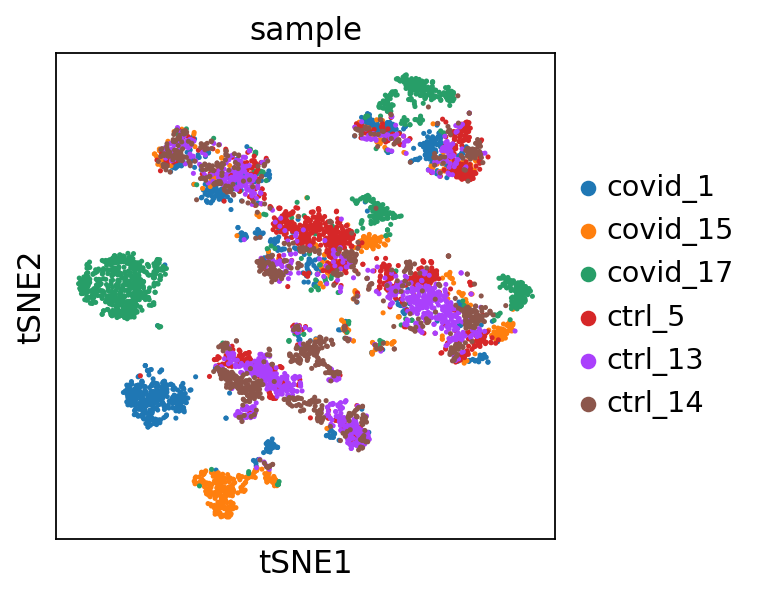 sample
tSNE2
tSNE1
covid_1
covid_15
covid_17
ctrl_5
ctrl_13
ctrl_14